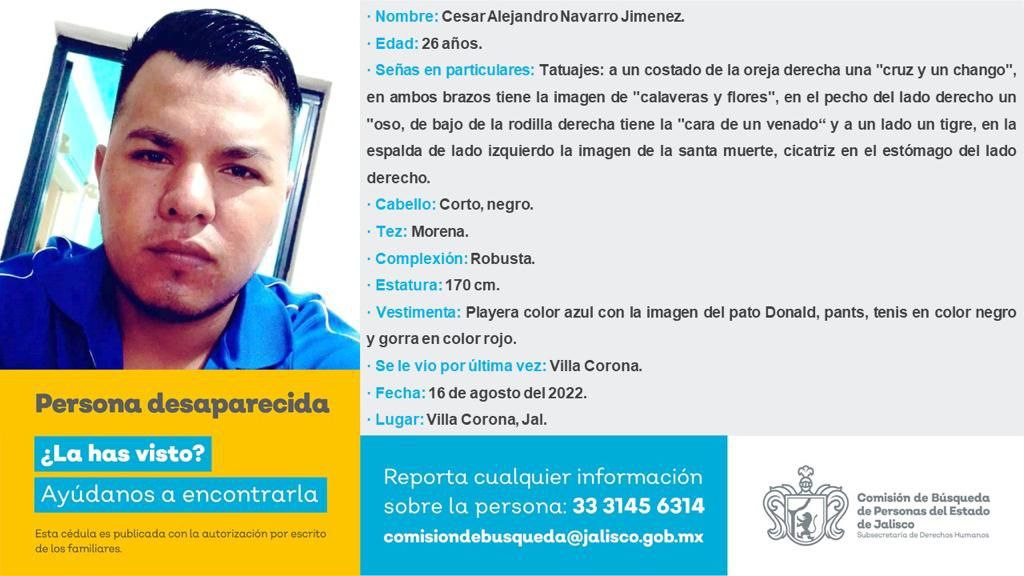 · Nombre: Cesar Alejandro Navarro Jimenez.
· Edad: 26 años.
· Señas en particulares: Tatuajes: a un costado de la oreja derecha una "cruz y un chango",
en ambos brazos tiene la imagen de "calaveras y flores", en el pecho del lado derecho un
"oso, de bajo de la rodilla derecha tiene la "cara de un venado“ y a un lado un tigre, en la
espalda de lado izquierdo la imagen de la santa muerte, cicatriz en el estómago del lado
derecho.
· Cabello: Corto, negro.
· Tez: Morena.
· Complexión: Robusta.
· Estatura: 170 cm.
· Vestimenta: Playera color azul con la imagen del pato Donald, pants, tenis en color negro
y gorra en color rojo.
· Se le vio por última vez: Villa Corona.
· Fecha: 16 de agosto del 2022.
· Lugar: Villa Corona, Jal.
Persona desaparecida
¿La has visto?
Ayúdanos a encontrarla
Esta cédula es publicada con la autorización por escrito
de los familiares.
Reporta cualquier información
sobre la persona: 33 3145 6314
comisiondebusqueda@jalisco.gob.mx
Comisión de Búsqueda
de Personas del Estado
de Jalisco
Subsecretaría de Derechos Humanos